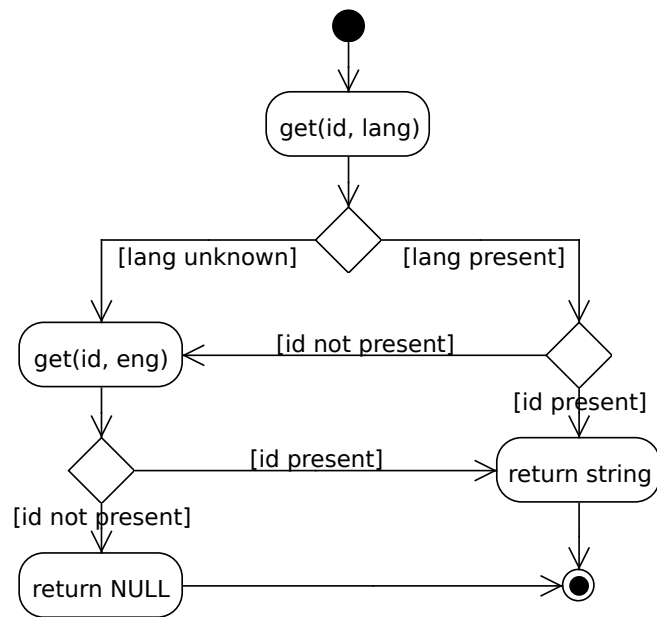 get(id, lang)
[lang unknown]
[lang present]
get(id, eng)
[id not present]
[id present]
[id present]
return string
[id not present]
return NULL